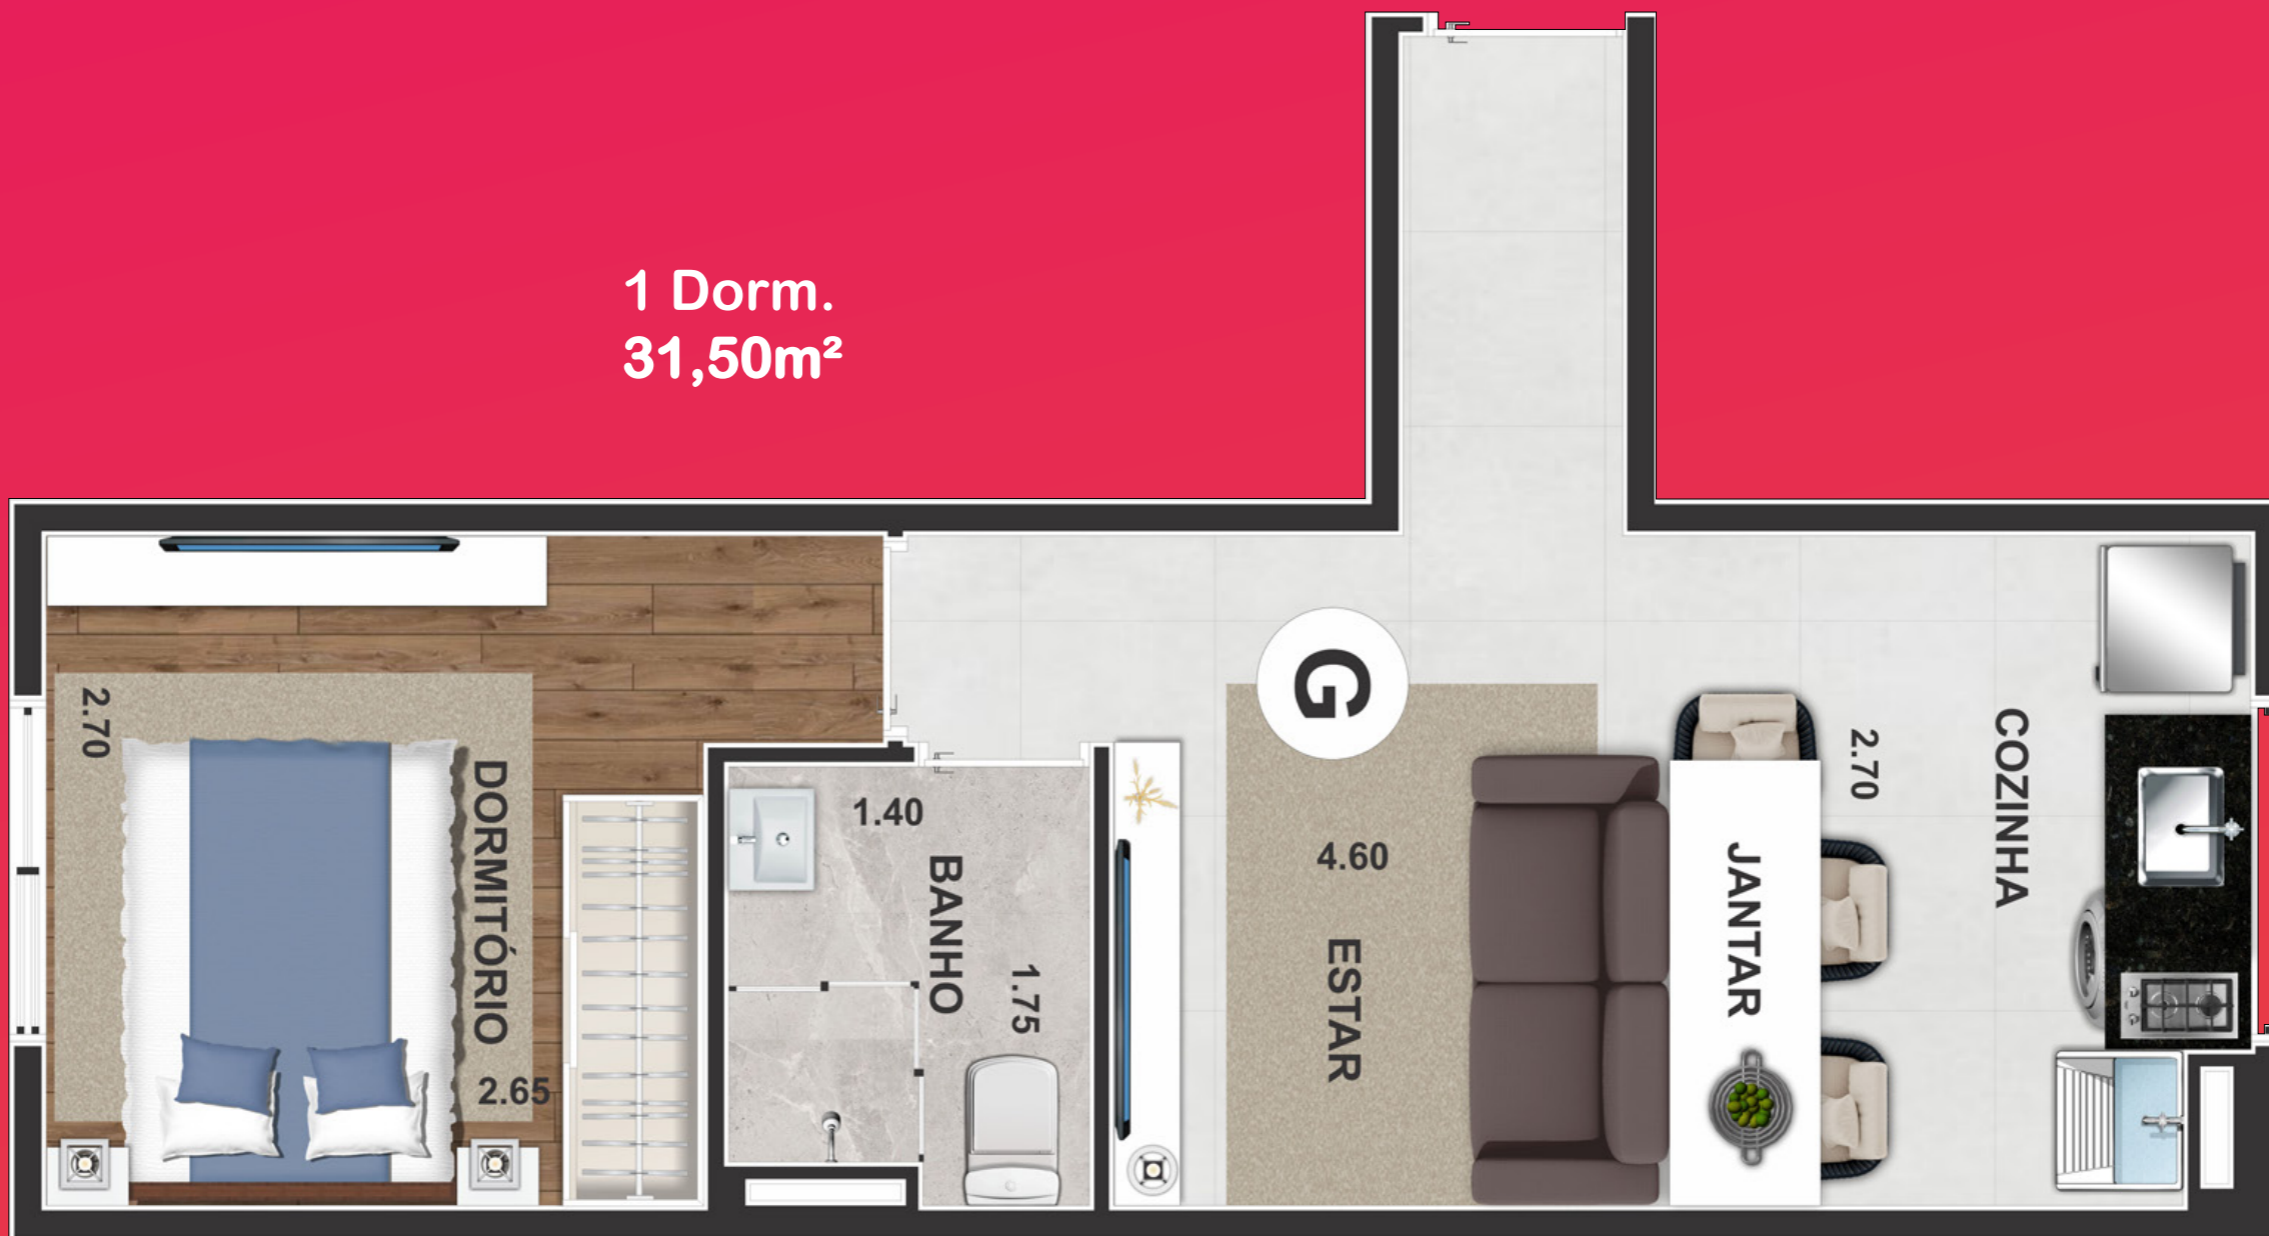 1 Dorm.
31,50m²
G
2.70
DORMITÓRIO
2.65
1.40
BANHO
1.75
4.60
ESTAR
JANTAR
2.70
COZINHA